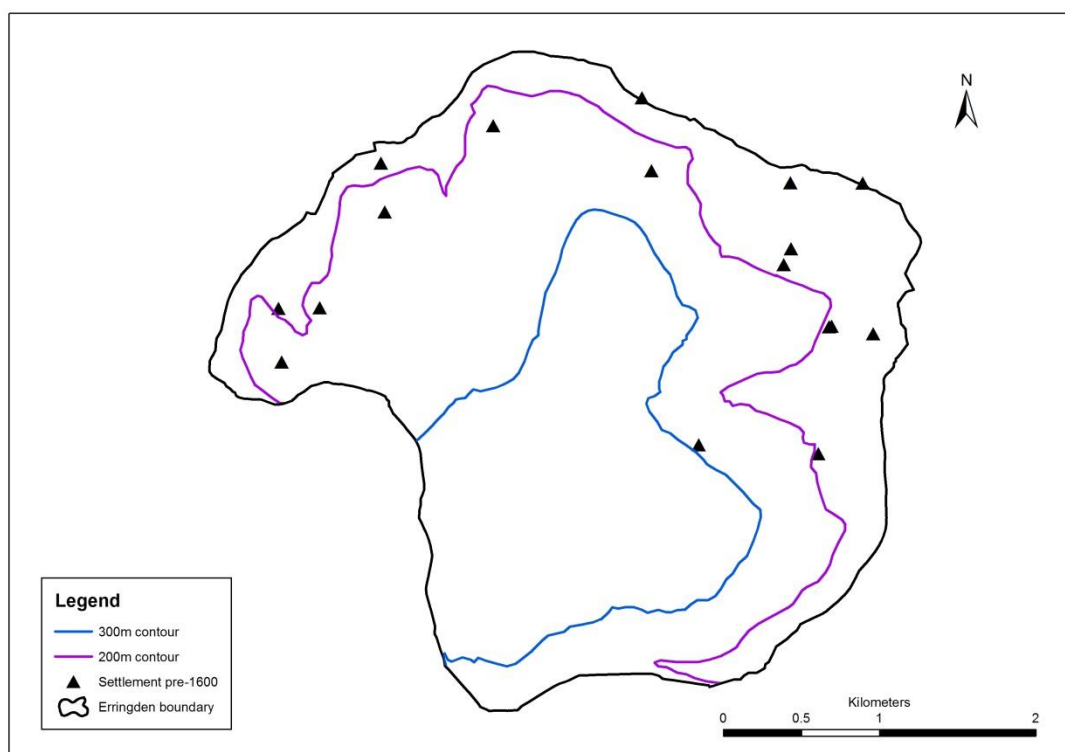 N
Legend
300m contour
200m contour
Settlement pre-1600
Erringden boundary
Kilometers
0 0.5 1 2